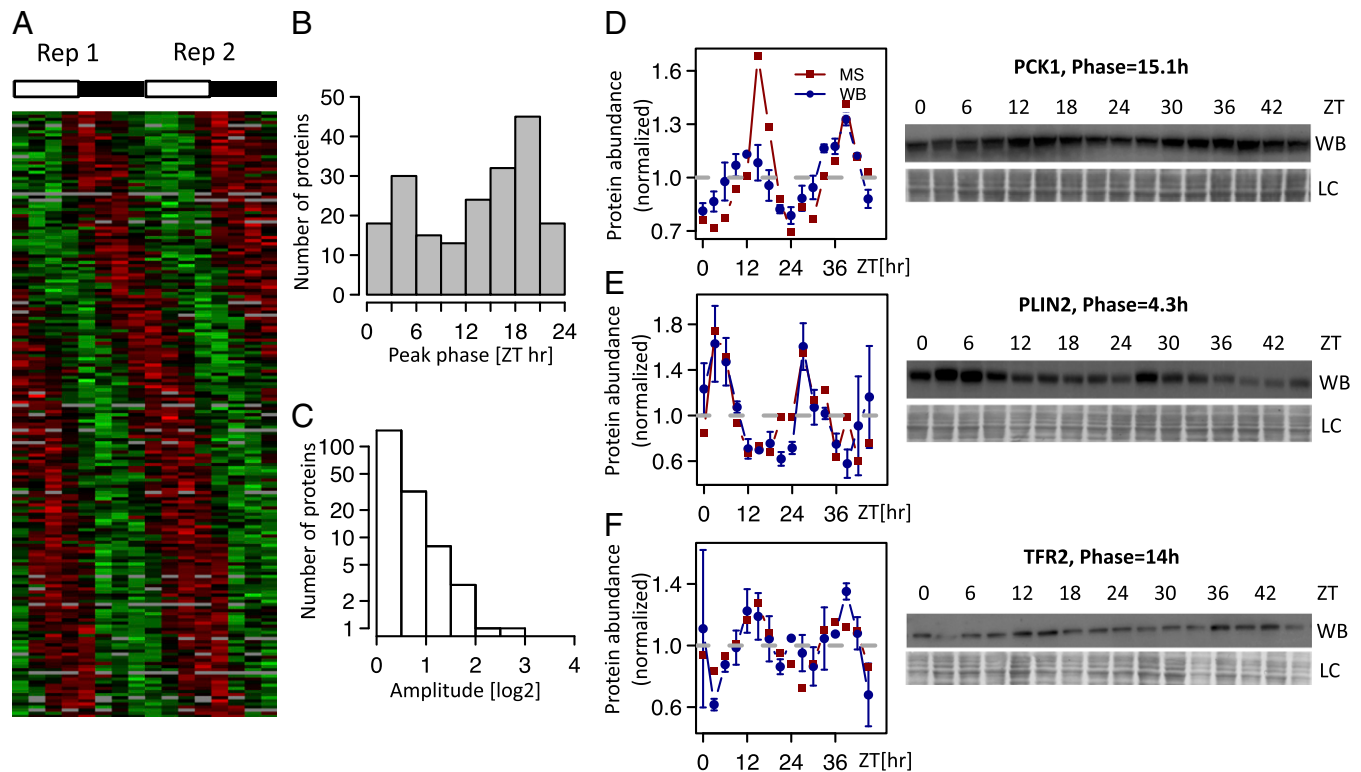 A
Rep 1
Rep 2
B
Number of proteins
50
40
30
20
10
0
0 6 12 18 24
Peak phase [ZT hr]
C
Number of proteins
100
50
20
10
5
2
1
0 1 2 3 4
Amplitude [log2]
D
Protein abundance
(normalized)
1.6
1.3
1.0
0.7
MS
WB
0 12 24 36 ZT[hr]
PCK1, Phase=15.1h
0 6 12 18 24 30 36 42 ZT
WB
LC
E
Protein abundance
(normalized)
1.8
1.4
1.0
0.6
0 12 24 36 ZT[hr]
PLIN2, Phase=4.3h
0 6 12 18 24 30 36 42 ZT
WB
LC
F
Protein abundance
(normalized)
1.4
1.0
0.6
0 12 24 36 ZT[hr]
TFR2, Phase=14h
0 6 12 18 24 30 36 42 ZT
WB
LC